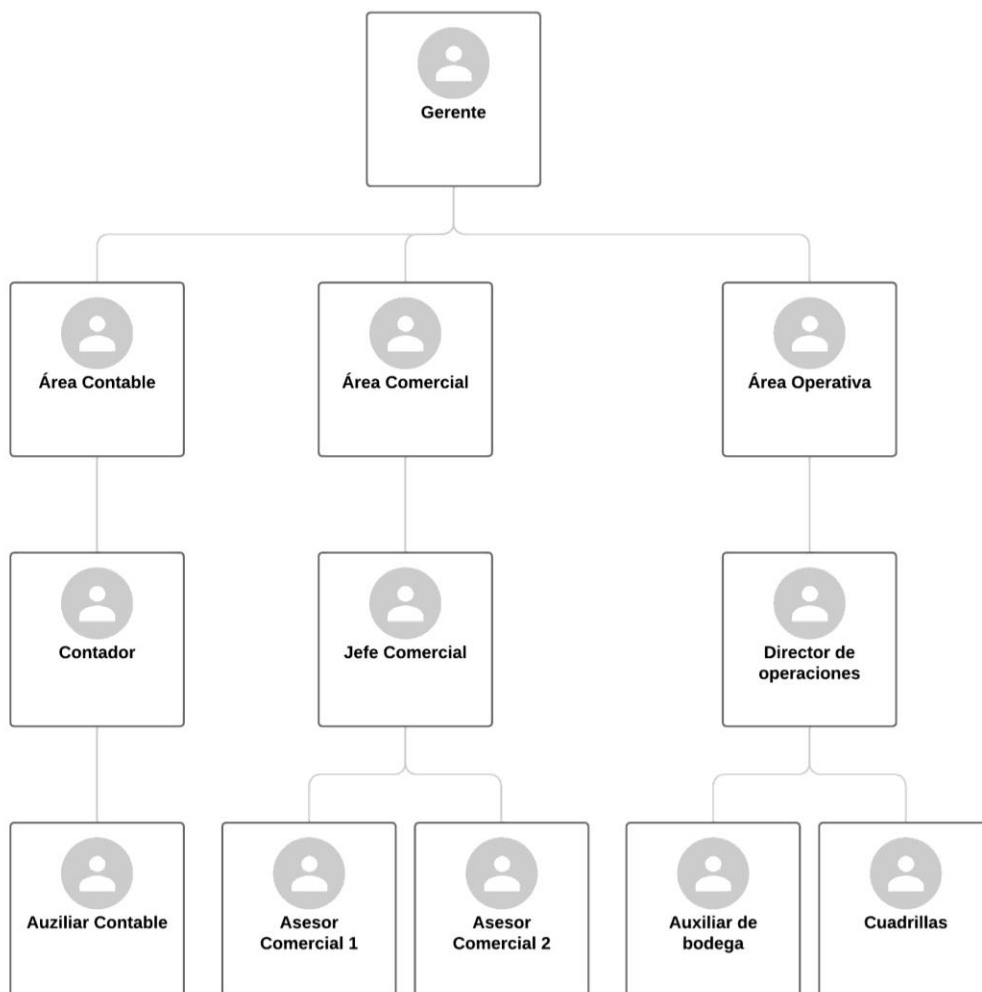 Gerente
Área Contable
Área Comercial
Área Operativa
Contador
Jefe Comercial
Director de
operaciones
Auziliar Contable
Asesor
Comercial 1
Asesor
Comercial 2
Auxiliar de
bodega
Cuadrillas